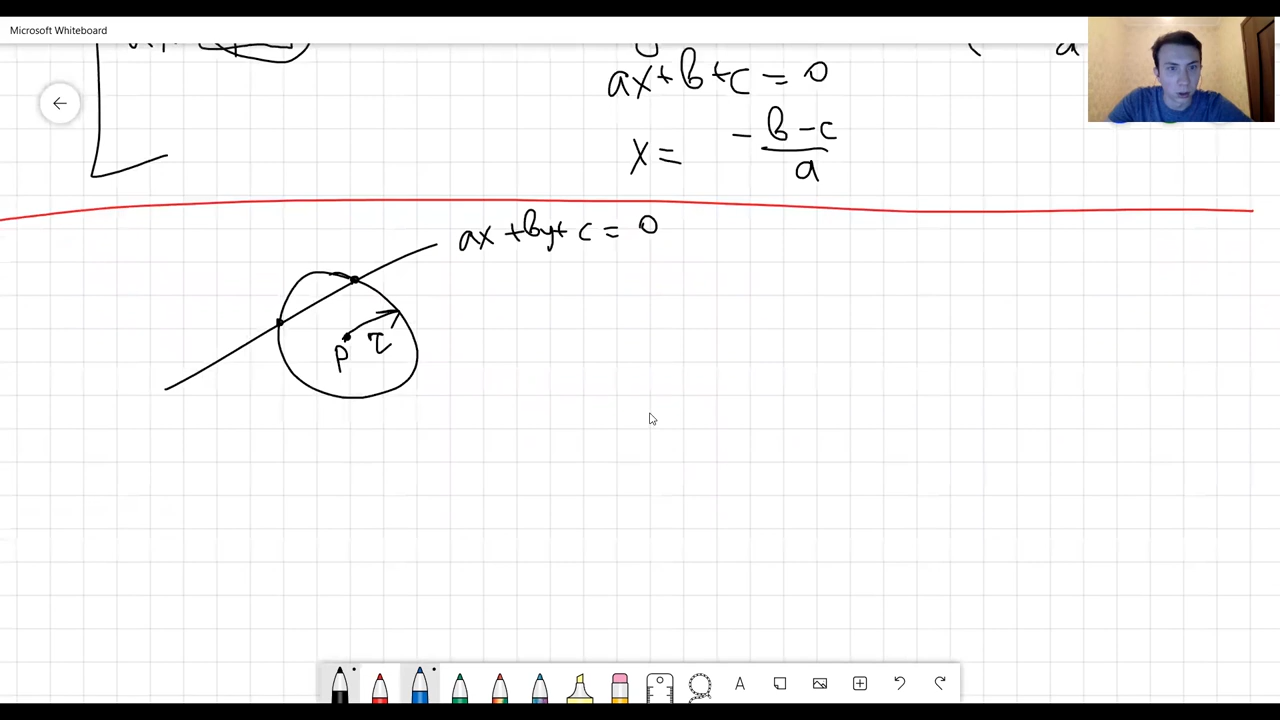 Microsoft Whiteboard
ax+b+c=0
x = -b-c/a
ax+by+c=0
P r
A